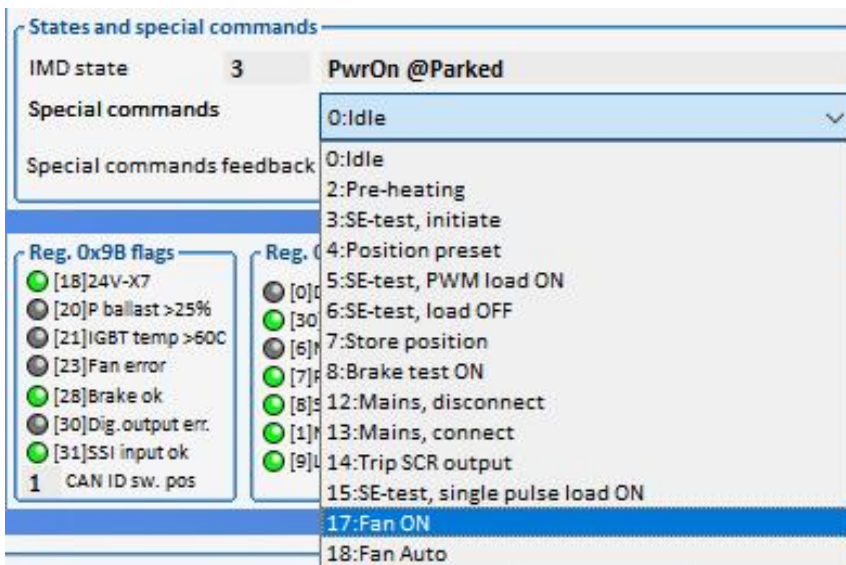 States and special commands
IMD state 3 PwrOn @Parked
Special commands 0:Idle
Special commands feedback
0:Idle
2:Pre-heating
3:SE-test, initiate
4:Position preset
5:SE-test, PWM load ON
6:SE-test, load OFF
7:Store position
8:Brake test ON
12:Mains, disconnect
13:Mains, connect
14:Trip SCR output
15:SE-test, single pulse load ON
17:Fan ON
18:Fan Auto
Reg. 0x9B flags
[18]24V-X7
[20]P ballast >25%
[21]IGBT temp >60C
[23]Fan error
[28]Brake ok
[30]Dig.output err.
[31]SSI input ok
1 CAN ID sw. pos
Reg.
[0]
[30]
[6]
[7]
[8]
[1]
[9]